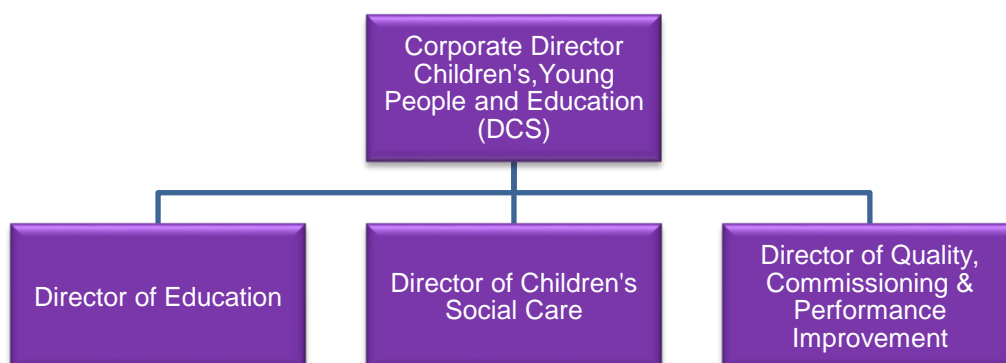 Corporate Director
Children's,Young
People and Education
(DCS)
Director of Education
Director of Children's
Social Care
Director of Quality,
Commissioning &
Performance
Improvement